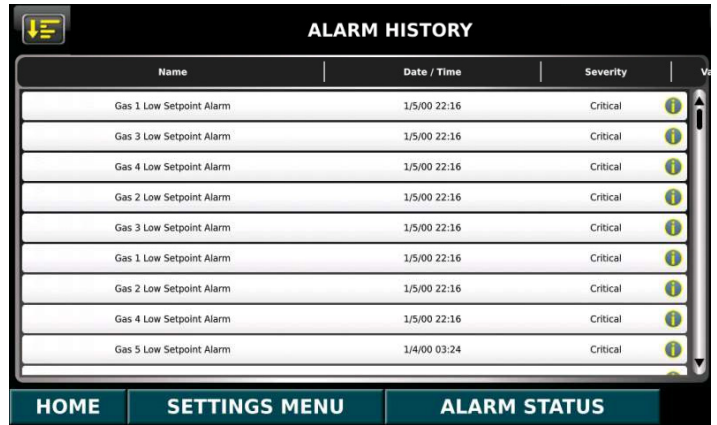 ALARM HISTORY
Name Date / Time Severity Va
Gas 1 Low Setpoint Alarm 1/5/00 22:16 Critical
Gas 3 Low Setpoint Alarm 1/5/00 22:16 Critical
Gas 4 Low Setpoint Alarm 1/5/00 22:16 Critical
Gas 2 Low Setpoint Alarm 1/5/00 22:16 Critical
Gas 3 Low Setpoint Alarm 1/5/00 22:16 Critical
Gas 1 Low Setpoint Alarm 1/5/00 22:16 Critical
Gas 2 Low Setpoint Alarm 1/5/00 22:16 Critical
Gas 4 Low Setpoint Alarm 1/5/00 22:16 Critical
Gas 5 Low Setpoint Alarm 1/4/00 03:24 Critical
HOME SETTINGS MENU ALARM STATUS